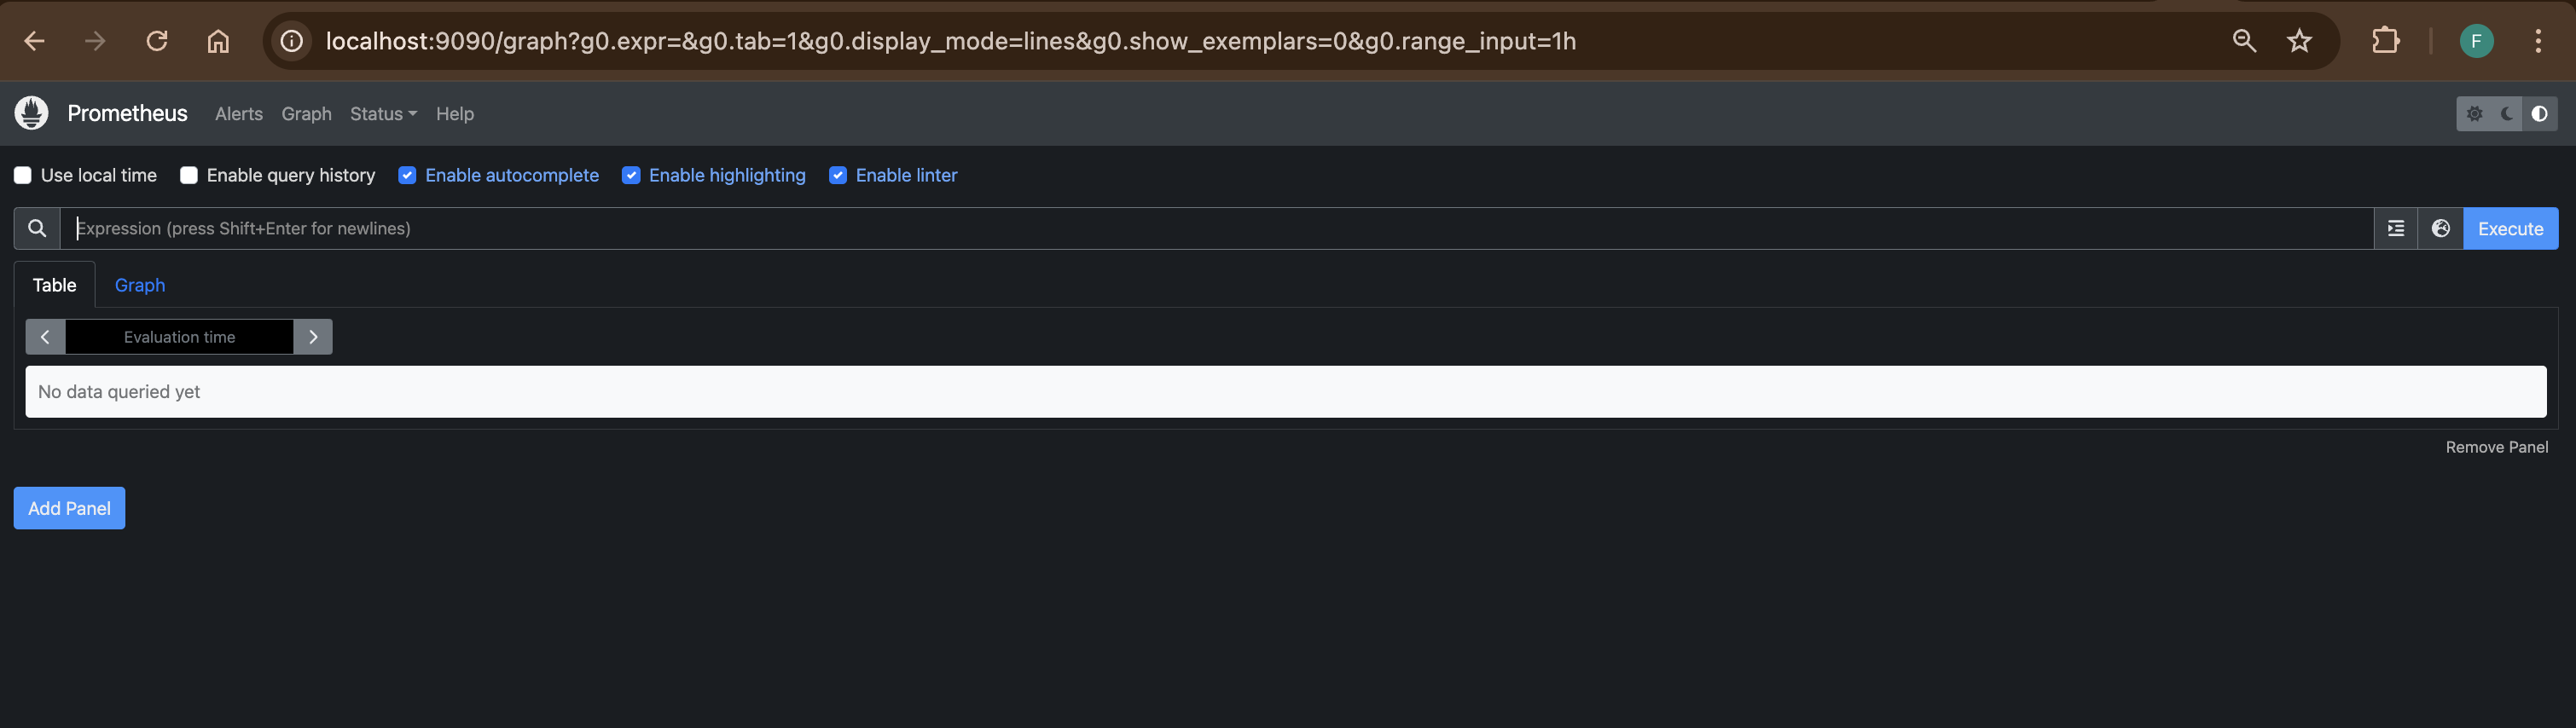 localhost:9090/graph?g0.expr=&g0.tab=1&g0.display_mode=lines&g0.show_exemplars=0&g0.range_input=1h
F
Prometheus Alerts Graph Status Help
Use local time Enable query history Enable autocomplete Enable highlighting Enable linter
Expression (press Shift+Enter for newlines) Execute
Table Graph
Evaluation time
No data queried yet
Remove Panel
Add Panel